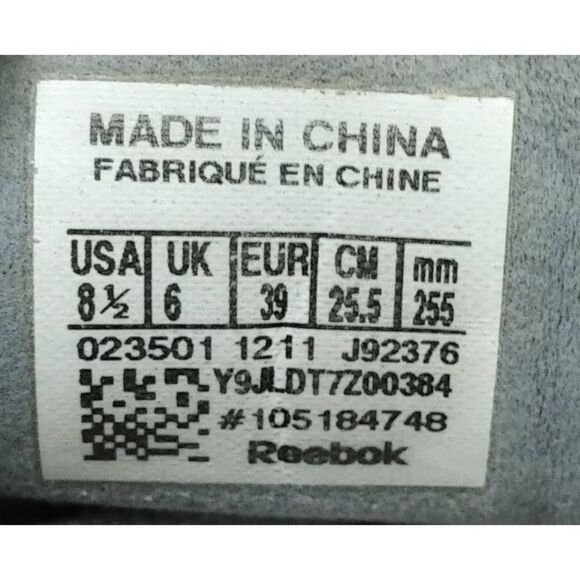 MADE IN CHINA
FABRIQUÉ EN CHINE
USA UK EUR CM mm
8½ 6 39 25.5 255
023501 1211 J92376
Y9JLDT7Z00384
#105184748
Reebok